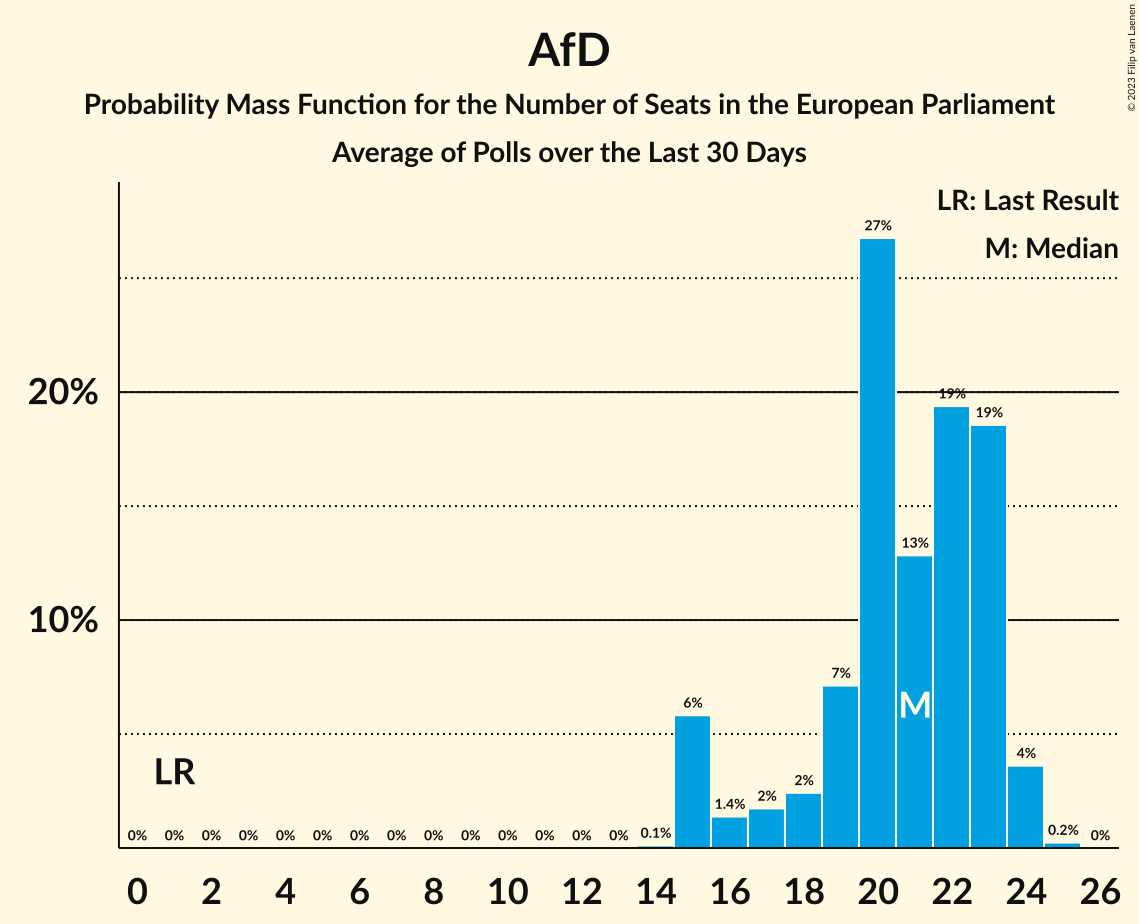 AfD
Probability Mass Function for the Number of Seats in the European Parliament
Average of Polls over the Last 30 Days
© 2023 Filip van Laenen
LR: Last Result
M: Median
27%
20%
19%
19%
13%
10%
7%
M
6%
4%
LR
2%
2%
1.4%
0% 0% 0% 0% 0% 0% 0% 0% 0% 0% 0% 0% 0% 0% 0.1% 0.2% 0%
0 2 4 6 8 10 12 14 16 18 20 22 24 26